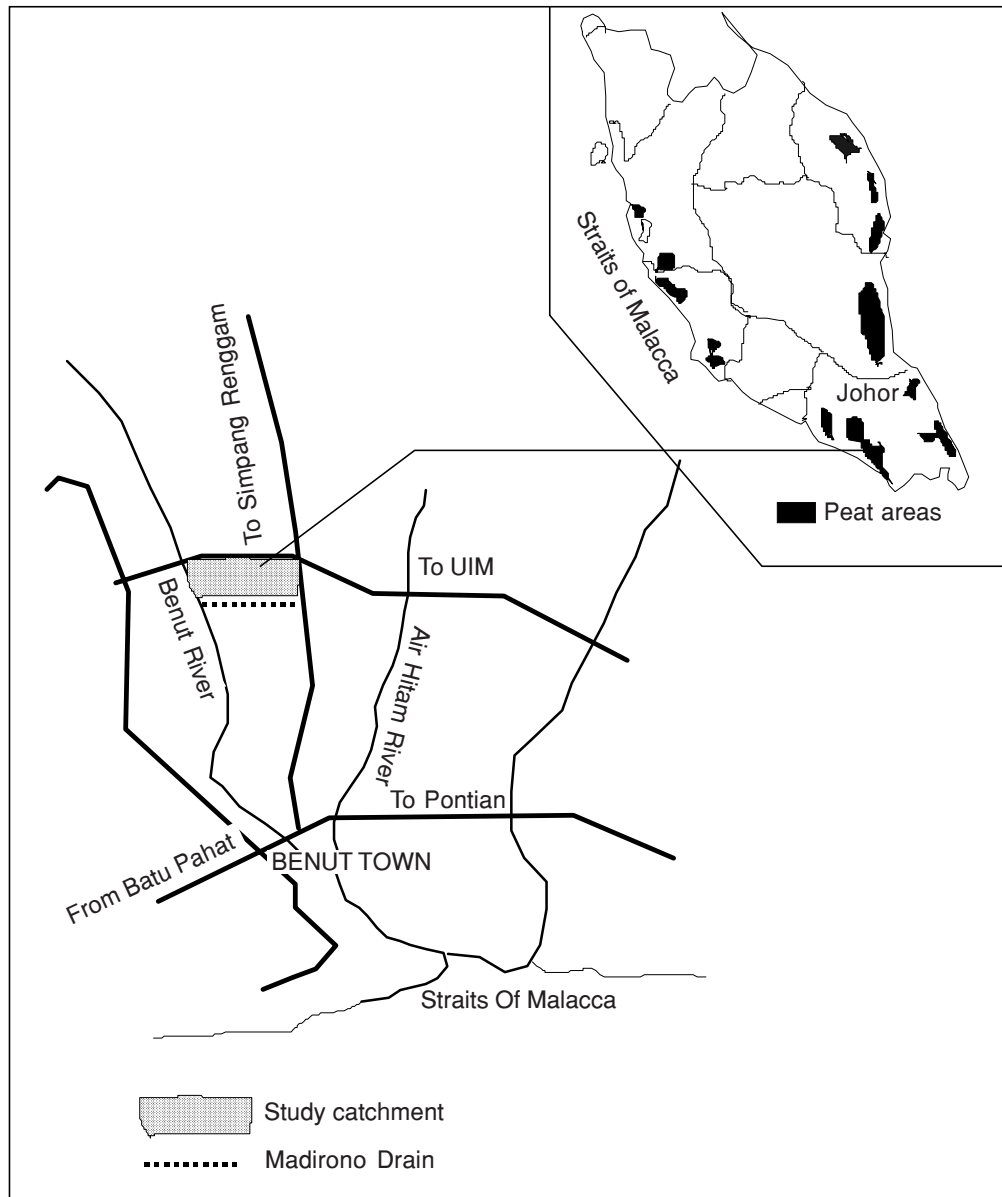 Straits of Malacca
Johor
Peat areas
To Simpang Renggam
To UIM
Benut River
Air Hitam River
To Pontian
From Batu Pahat
BENUT TOWN
Straits Of Malacca
Study catchment
Madirono Drain